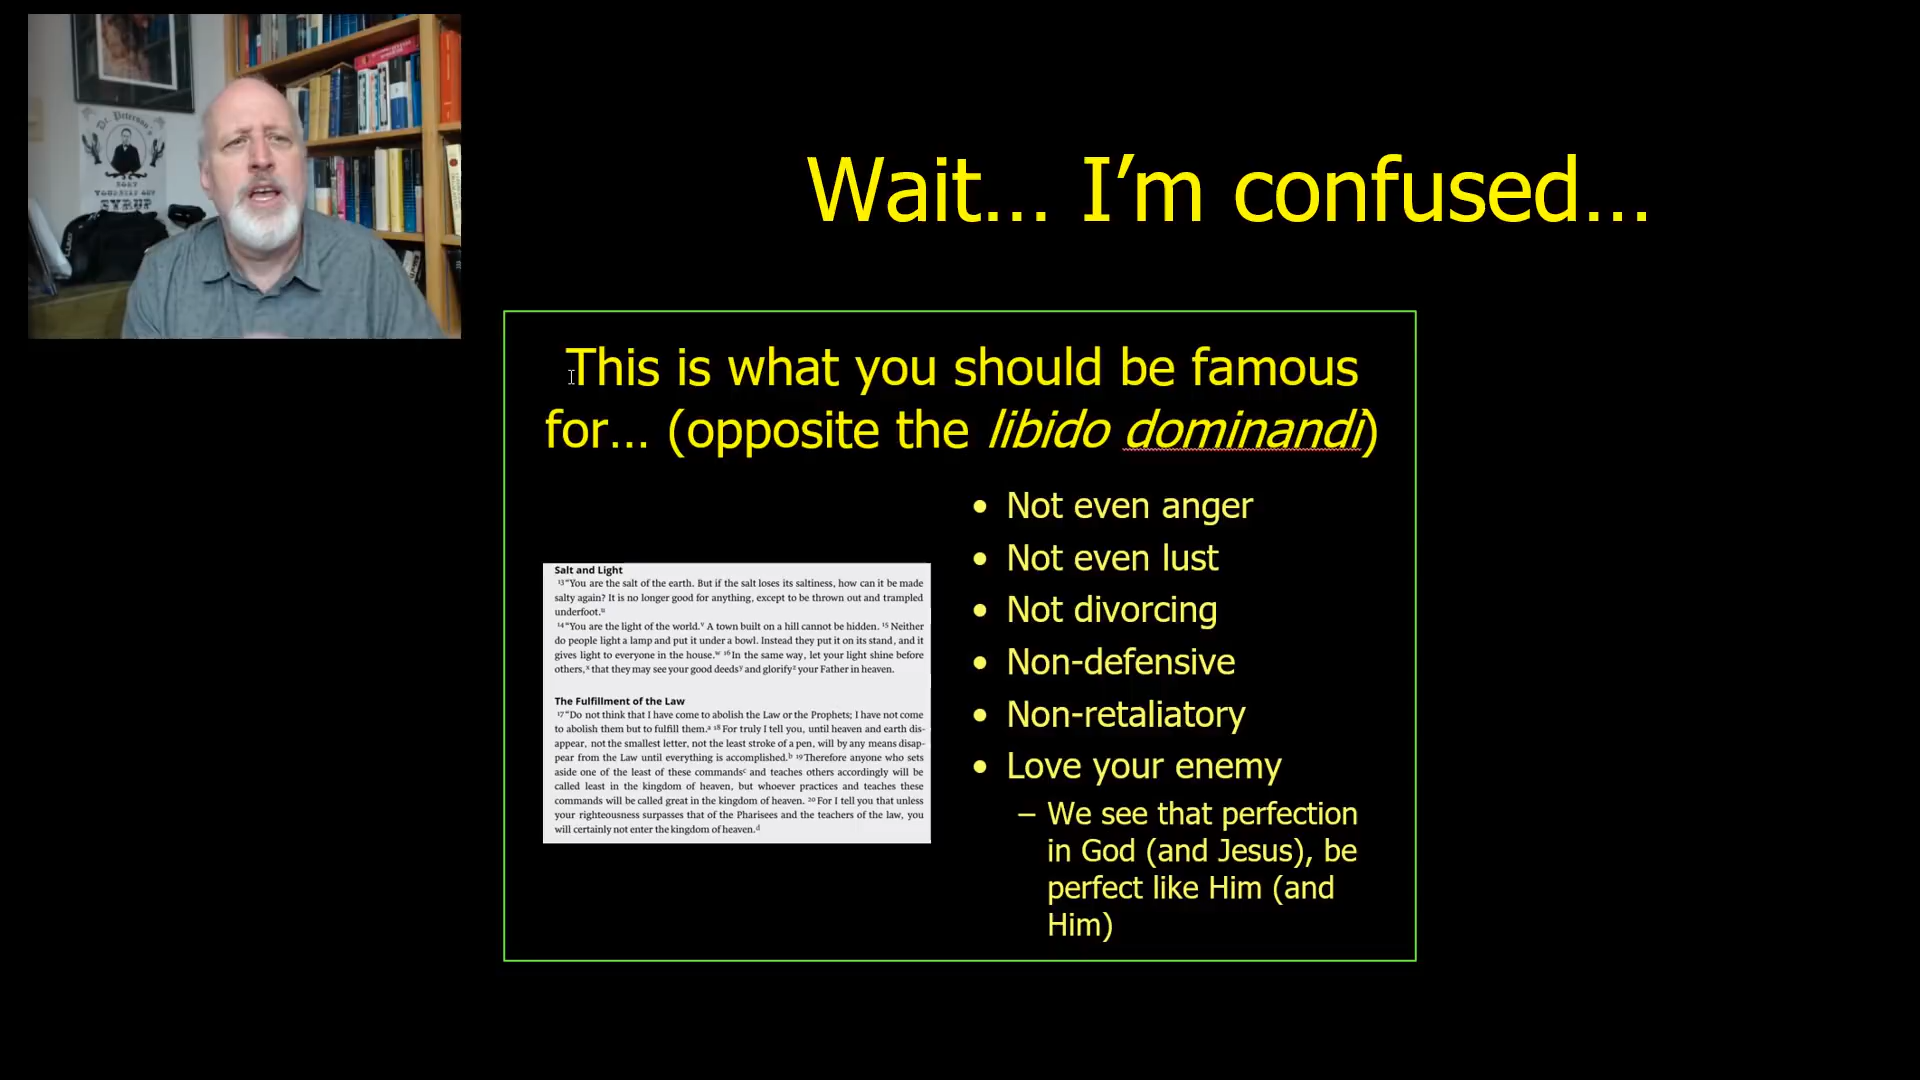 Dr. Peterson's
SYRUP
Wait… I’m confused…
This is what you should be famous
for… (opposite the libido dominandi)
Salt and Light
13“You are the salt of the earth. But if the salt loses its saltiness, how can it be made
salty again? It is no longer good for anything, except to be thrown out and trampled
underfoot.u
14“You are the light of the world.v A town built on a hill cannot be hidden. 15 Neither
do people light a lamp and put it under a bowl. Instead they put it on its stand, and it
gives light to everyone in the house.w 16 In the same way, let your light shine before
others,x that they may see your good deedsy and glorifyz your Father in heaven.
The Fulfillment of the Law
17“Do not think that I have come to abolish the Law or the Prophets; I have not come
to abolish them but to fulfill them.a 18 For truly I tell you, until heaven and earth dis-
appear, not the smallest letter, not the least stroke of a pen, will by any means disap-
pear from the Law until everything is accomplished.b 19 Therefore anyone who sets
aside one of the least of these commandsc and teaches others accordingly will be
called least in the kingdom of heaven, but whoever practices and teaches these
commands will be called great in the kingdom of heaven. 20 For I tell you that unless
your righteousness surpasses that of the Pharisees and the teachers of the law, you
will certainly not enter the kingdom of heaven.d
• Not even anger
• Not even lust
• Not divorcing
• Non-defensive
• Non-retaliatory
• Love your enemy
– We see that perfection
in God (and Jesus), be
perfect like Him (and
Him)